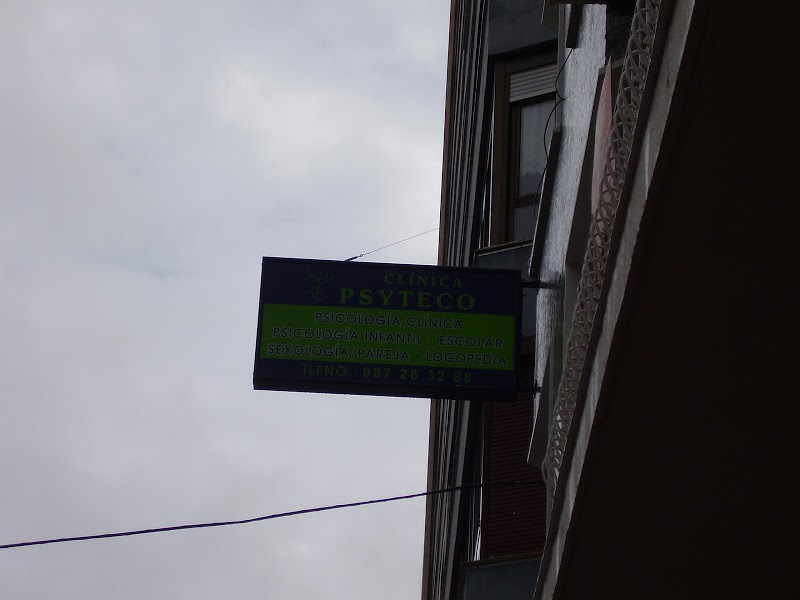 CLÍNICA
PSYTECO
PSICOLOGÍA CLÍNICA
PSICOLOGÍA INFANTIL - ESCOLAR
SEXOLOGÍA/PAREJA - LOGOPEDIA
TLFNO.: 987 26 32 88